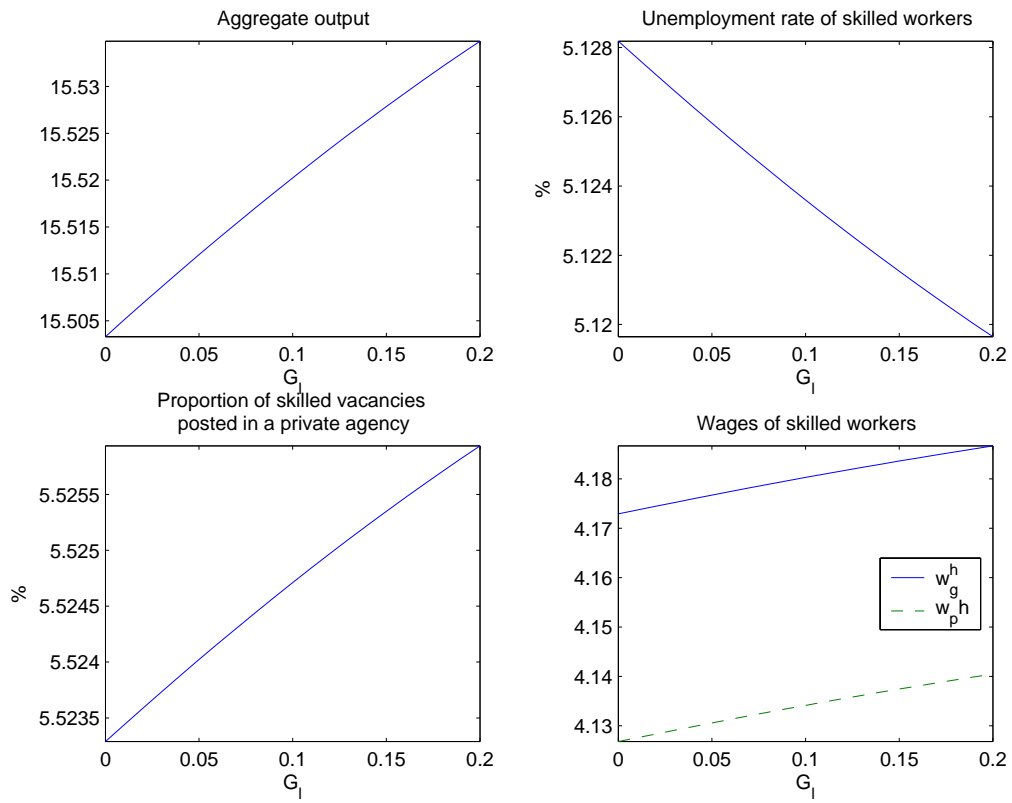 Aggregate output
15.53
15.525
15.52
15.515
15.51
15.505
0 0.05 0.1 0.15 0.2
G_l
Unemployment rate of skilled workers
%
5.128
5.126
5.124
5.122
5.12
0 0.05 0.1 0.15 0.2
G_l
Proportion of skilled vacancies
posted in a private agency
%
5.5255
5.525
5.5245
5.524
5.5235
0 0.05 0.1 0.15 0.2
G_l
Wages of skilled workers
4.18
4.17
4.16
4.15
4.14
4.13
w_g^h
w_p h
0 0.05 0.1 0.15 0.2
G_l